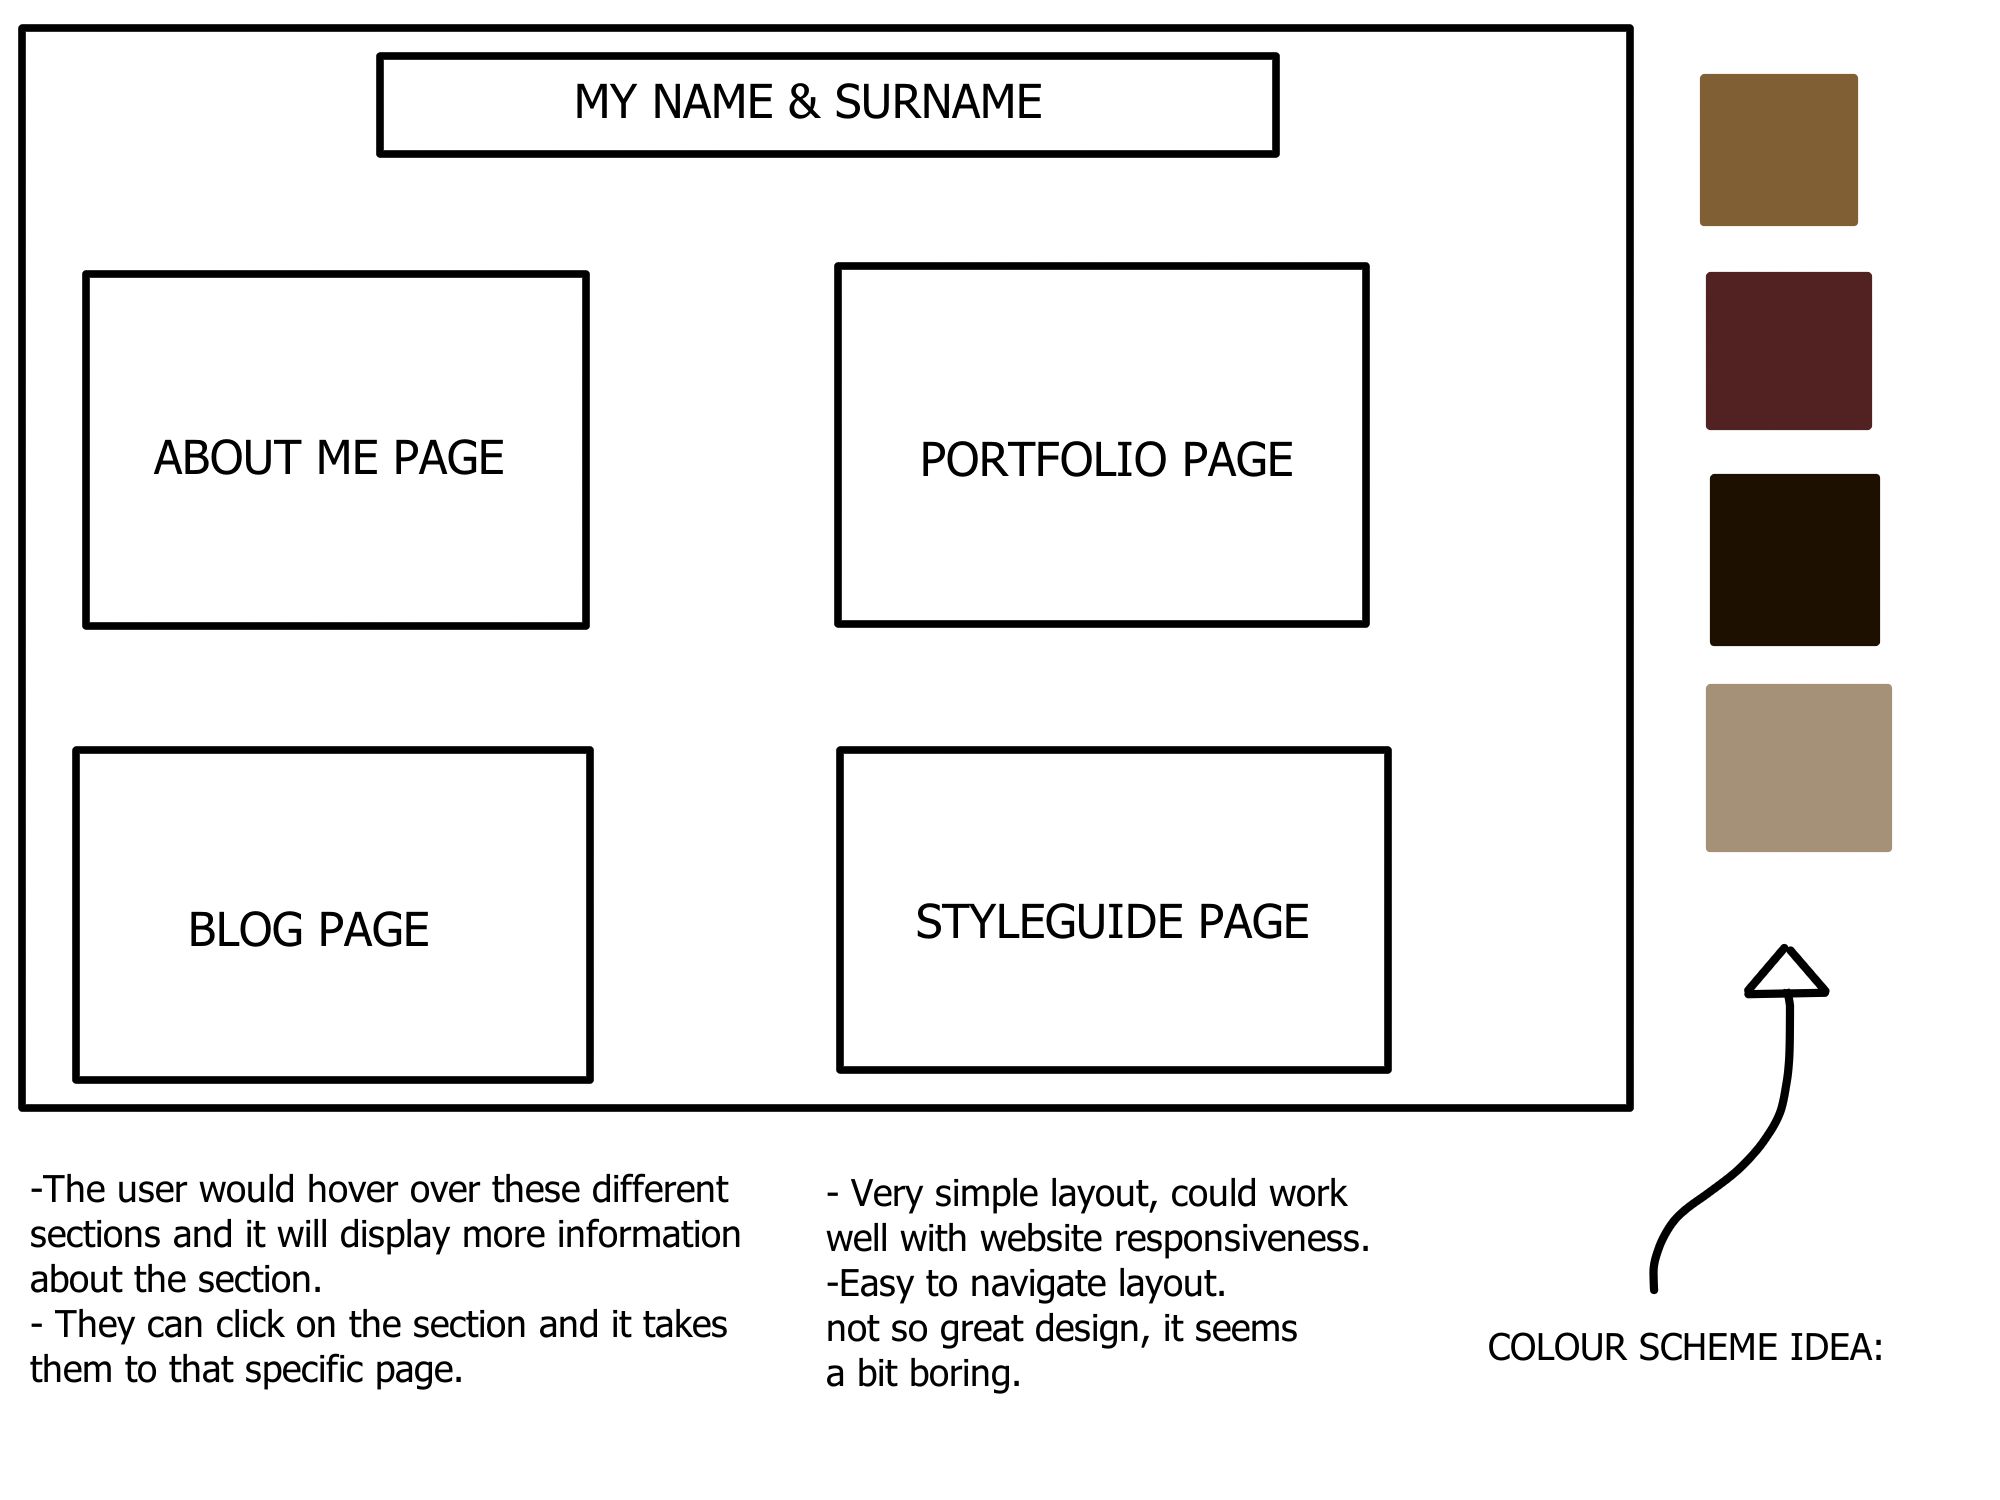 MY NAME & SURNAME
ABOUT ME PAGE
PORTFOLIO PAGE
BLOG PAGE
STYLEGUIDE PAGE
-The user would hover over these different
sections and it will display more information
about the section.
- They can click on the section and it takes
them to that specific page.
- Very simple layout, could work
well with website responsiveness.
-Easy to navigate layout.
not so great design, it seems
a bit boring.
COLOUR SCHEME IDEA: